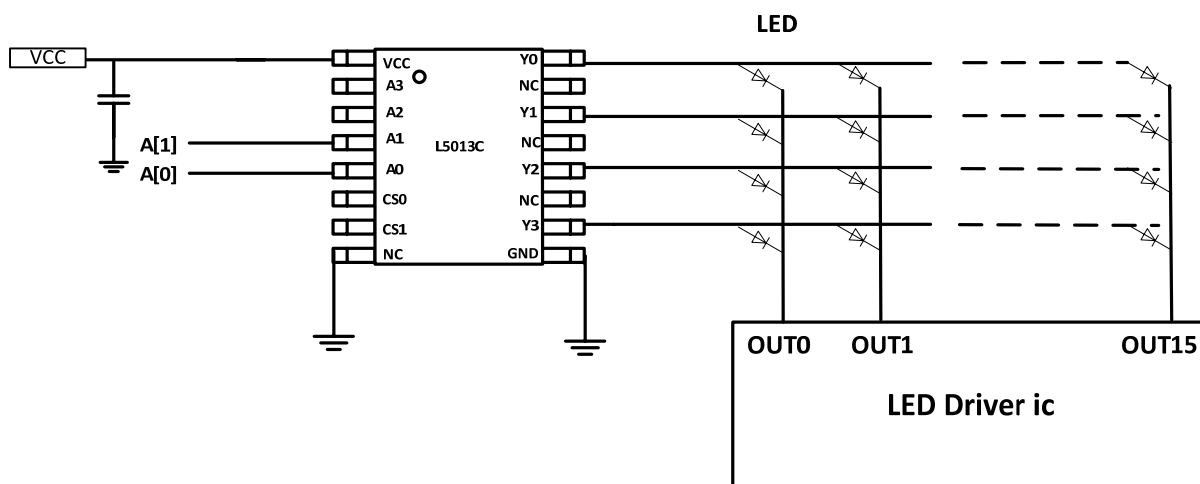 LED
VCC
VCC
A3
A2
A1
A0
CS0
CS1
NC
L5013C
Y0
NC
Y1
NC
Y2
NC
Y3
GND
A[1]
A[0]
OUT0
OUT1
OUT15
LED Driver ic